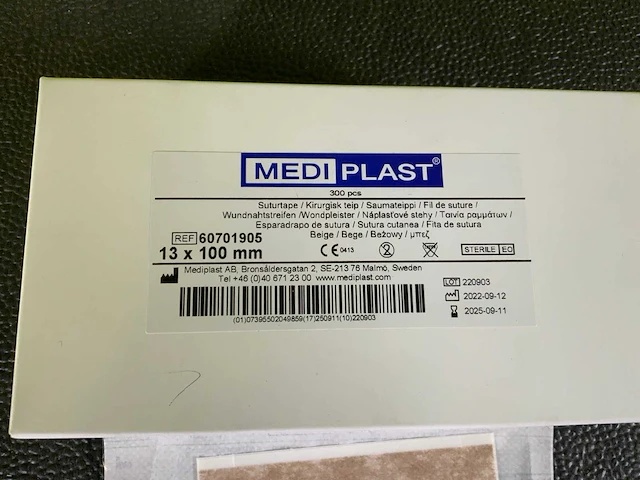 MEDIPLAST®
300 pcs
Suturtape / Kirurgisk teip / Saumateippi / Fil de suture /
Wundnahtstreifen /Wondpleister / Náplasťové stehy / Ταινία ραμμάτων /
Esparadrapo de sutura / Sutura cutanea / Fita de sutura
Beige / Bege / Beżowy / μπεζ
REF 60701905
13 x 100 mm
CE 0413
2
STERILE EO
Mediplast AB, Bronsåldersgatan 2, SE-213 76 Malmö, Sweden
Tel +46 (0)40 671 23 00 www.mediplast.com
LOT 220903
2022-09-12
2025-09-11
(01)07395502049859(17)250911(10)220903